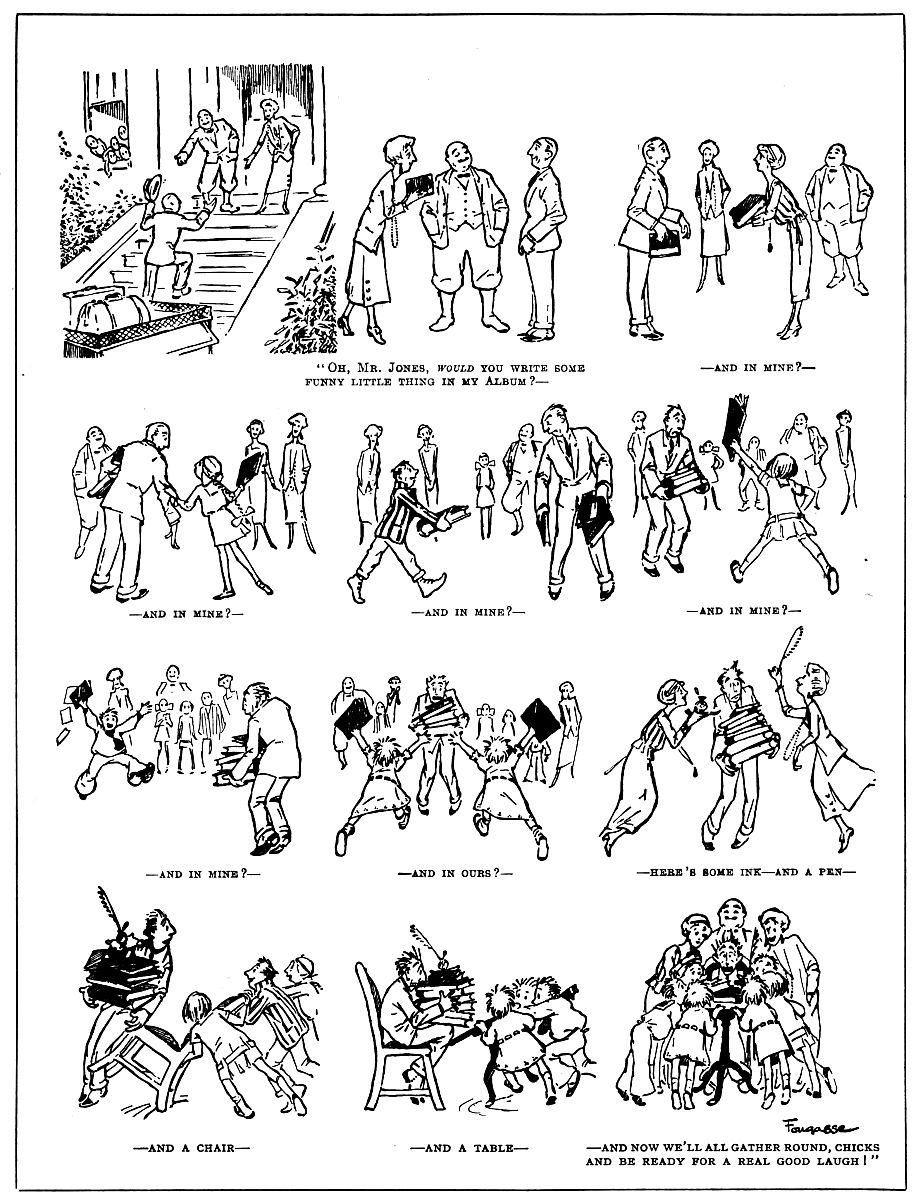 "OH, MR. JONES, WOULD YOU WRITE SOME
FUNNY LITTLE THING IN MY ALBUM?—
—AND IN MINE?—
—AND IN MINE?—
—AND IN MINE?—
—AND IN MINE?—
—AND IN MINE?—
—AND IN OURS?—
—HERE'S SOME INK—AND A PEN—
—AND A CHAIR—
—AND A TABLE—
Fougasse
—AND NOW WE'LL ALL GATHER ROUND, CHICKS
AND BE READY FOR A REAL GOOD LAUGH!"